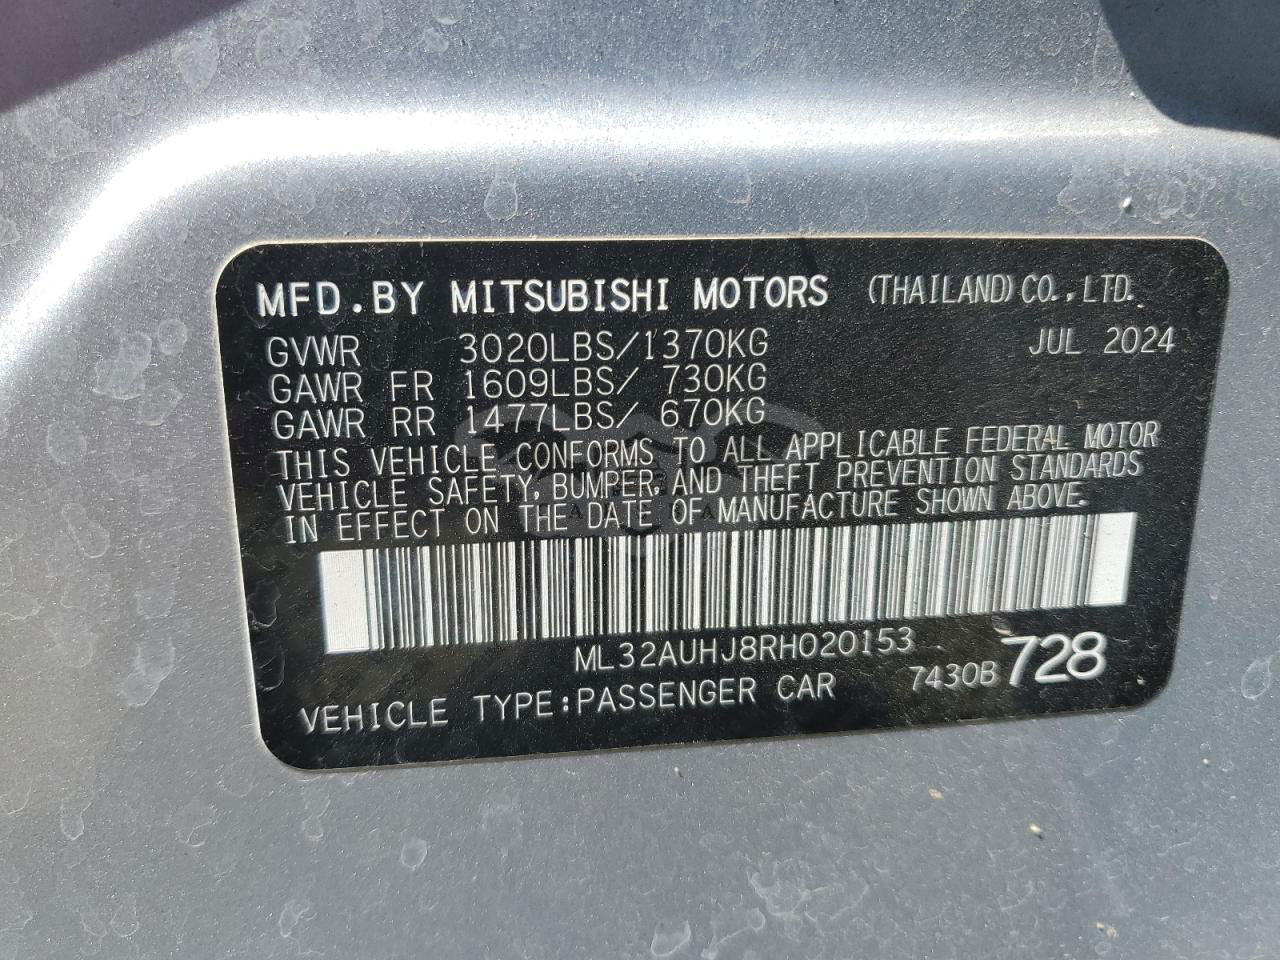 MFD.BY MITSUBISHI MOTORS (THAILAND) CO., LTD.
GVWR 3020LBS/1370KG JUL 2024
GAWR FR 1609LBS/ 730KG
GAWR RR 1477LBS/ 670KG
THIS VEHICLE CONFORMS TO ALL APPLICABLE FEDERAL MOTOR
VEHICLE SAFETY, BUMPER, AND THEFT PREVENTION STANDARDS
IN EFFECT ON THE DATE OF MANUFACTURE SHOWN ABOVE.
ML32AUHJ8RH020153
7430B 728
VEHICLE TYPE:PASSENGER CAR